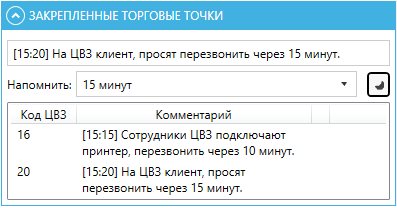 ЗАКРЕПЛЕННЫЕ ТОРГОВЫЕ ТОЧКИ
[15:20] На ЦВЗ клиент, просят перезвонить через 15 минут.
Напомнить: 15 минут
Код ЦВЗ Комментарий
16 [15:15] Сотрудники ЦВЗ подключают
принтер, перезвонить через 10 минут.
20 [15:20] На ЦВЗ клиент, просят
перезвонить через 15 минут.